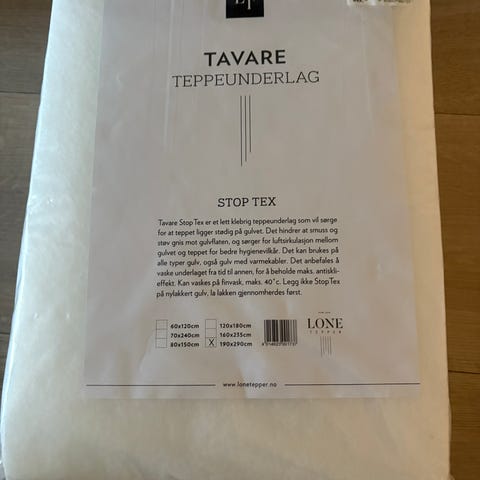 LT
TAVARE
TEPPEUNDERLAG
STOP TEX
Tavare StopTex er et lett klebrig teppeunderlag som vil sørge
for at teppet ligger stødig på gulvet. Det hindrer at smuss og
støv gnis mot gulvflaten, og sørger for luftsirkulasjon mellom
gulvet og teppet for bedre hygienevilkår. Det kan brukes på
alle typer gulv, også gulv med varmekabler. Det anbefales å
vaske underlaget fra tid til annen, for å beholde maks. antiskli-
effekt. Kan vaskes på finvask, maks. 40°c. Legg ikke StopTex
på nylakkert gulv, la lakken gjennomherdes først.
60x120cm
70x240cm
80x150cm
120x180cm
160x235cm
X 190x290cm
LONE
TEPPER
www.lonetepper.no